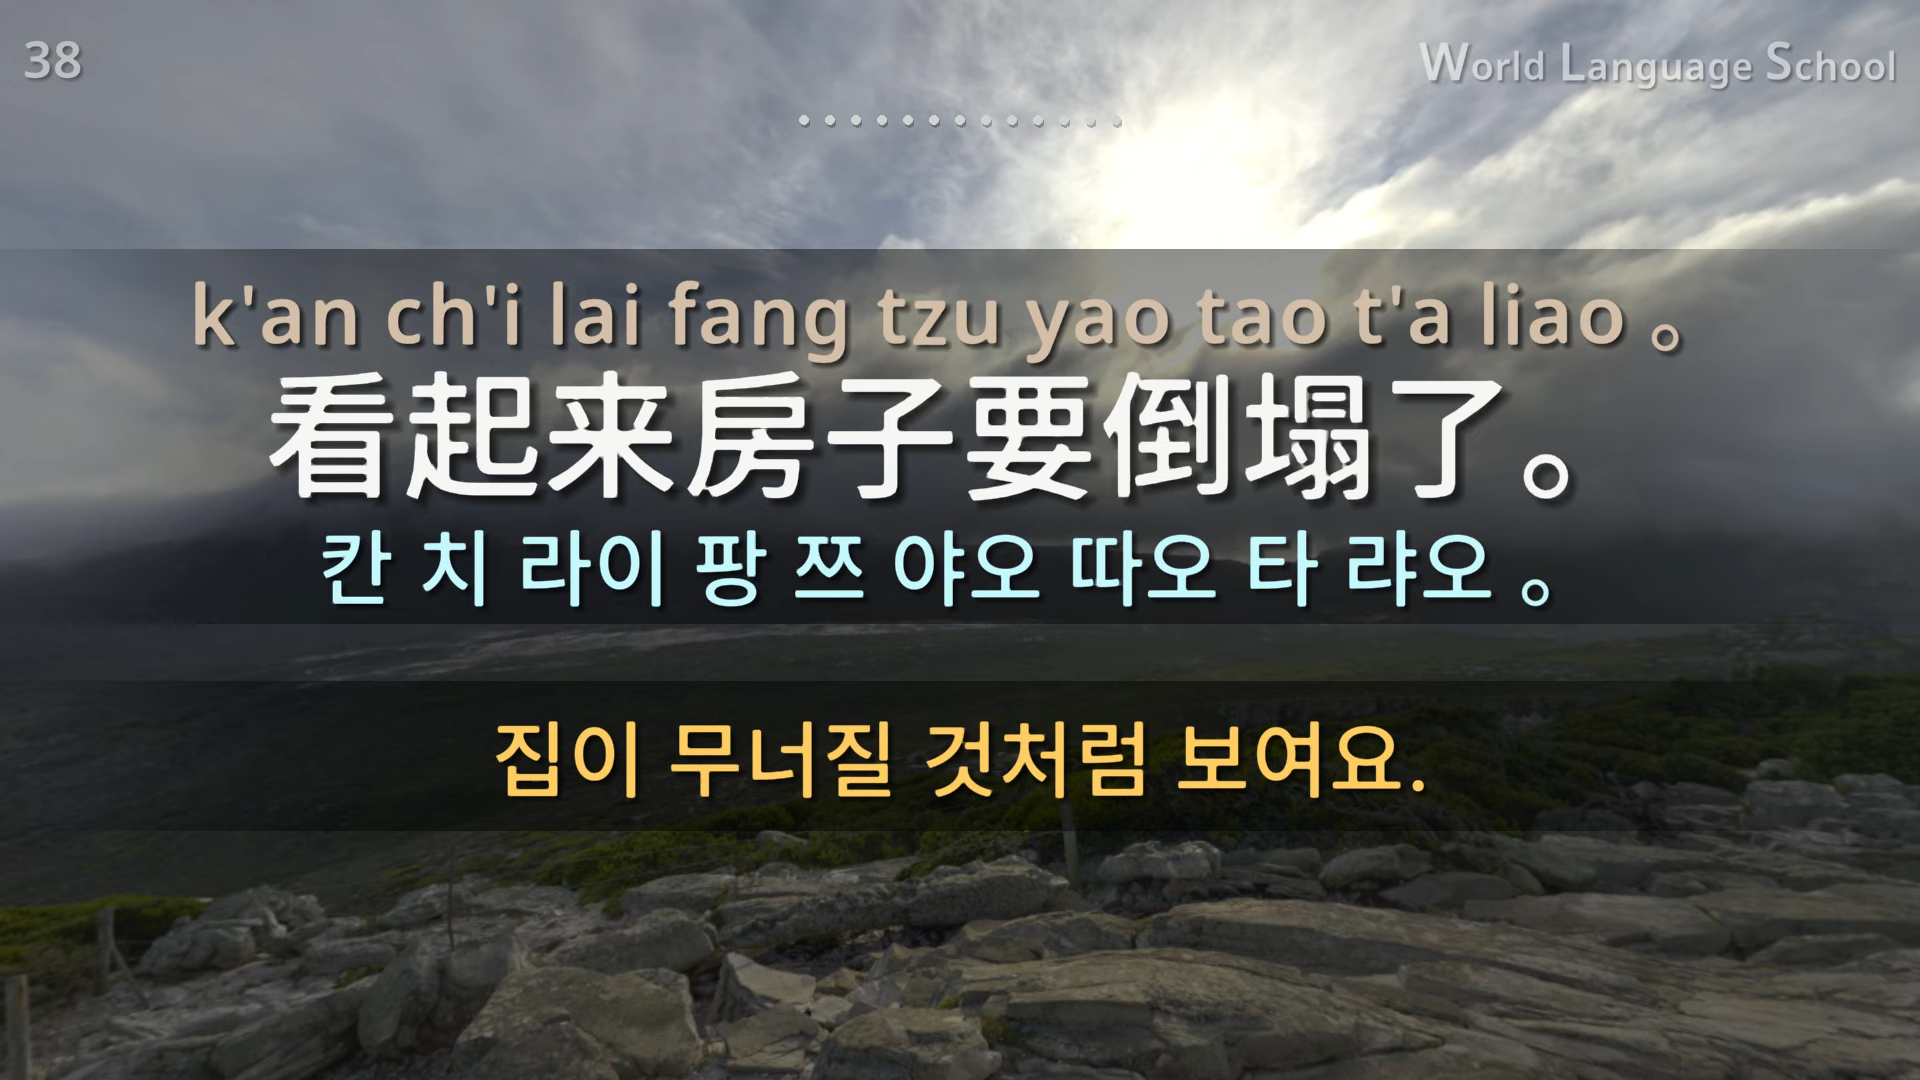 38
World Language School
k'an ch'i lai fang tzu yao tao t'a liao 。
看起来房子要倒塌了。
칸 치 라이 팡 쯔 야오 따오 타 랴오 。
집이 무너질 것처럼 보여요.